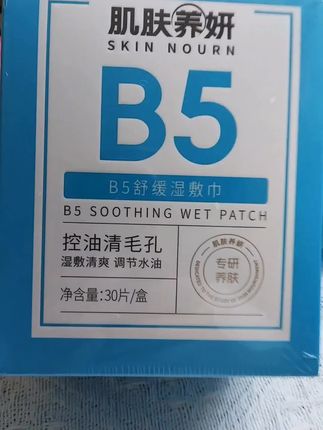 肌肤养妍
SKIN NOURN
B5
B5舒缓湿敷巾
B5 SOOTHING WET PATCH
控油清毛孔
湿敷清爽 调节水油
净含量:30片/盒
肌肤养妍
专研
养肤